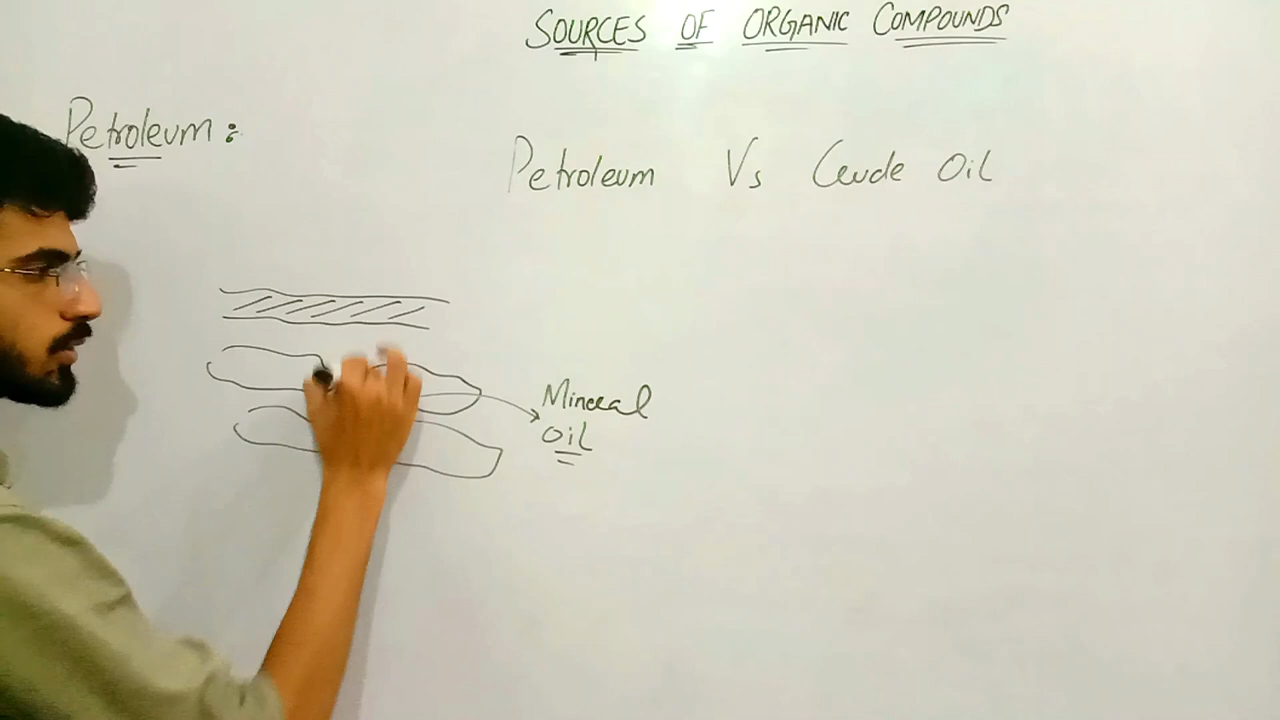 SOURCES OF ORGANIC COMPOUNDS
Petroleum:
Petroleum Vs Crude Oil
Mineral
Oil